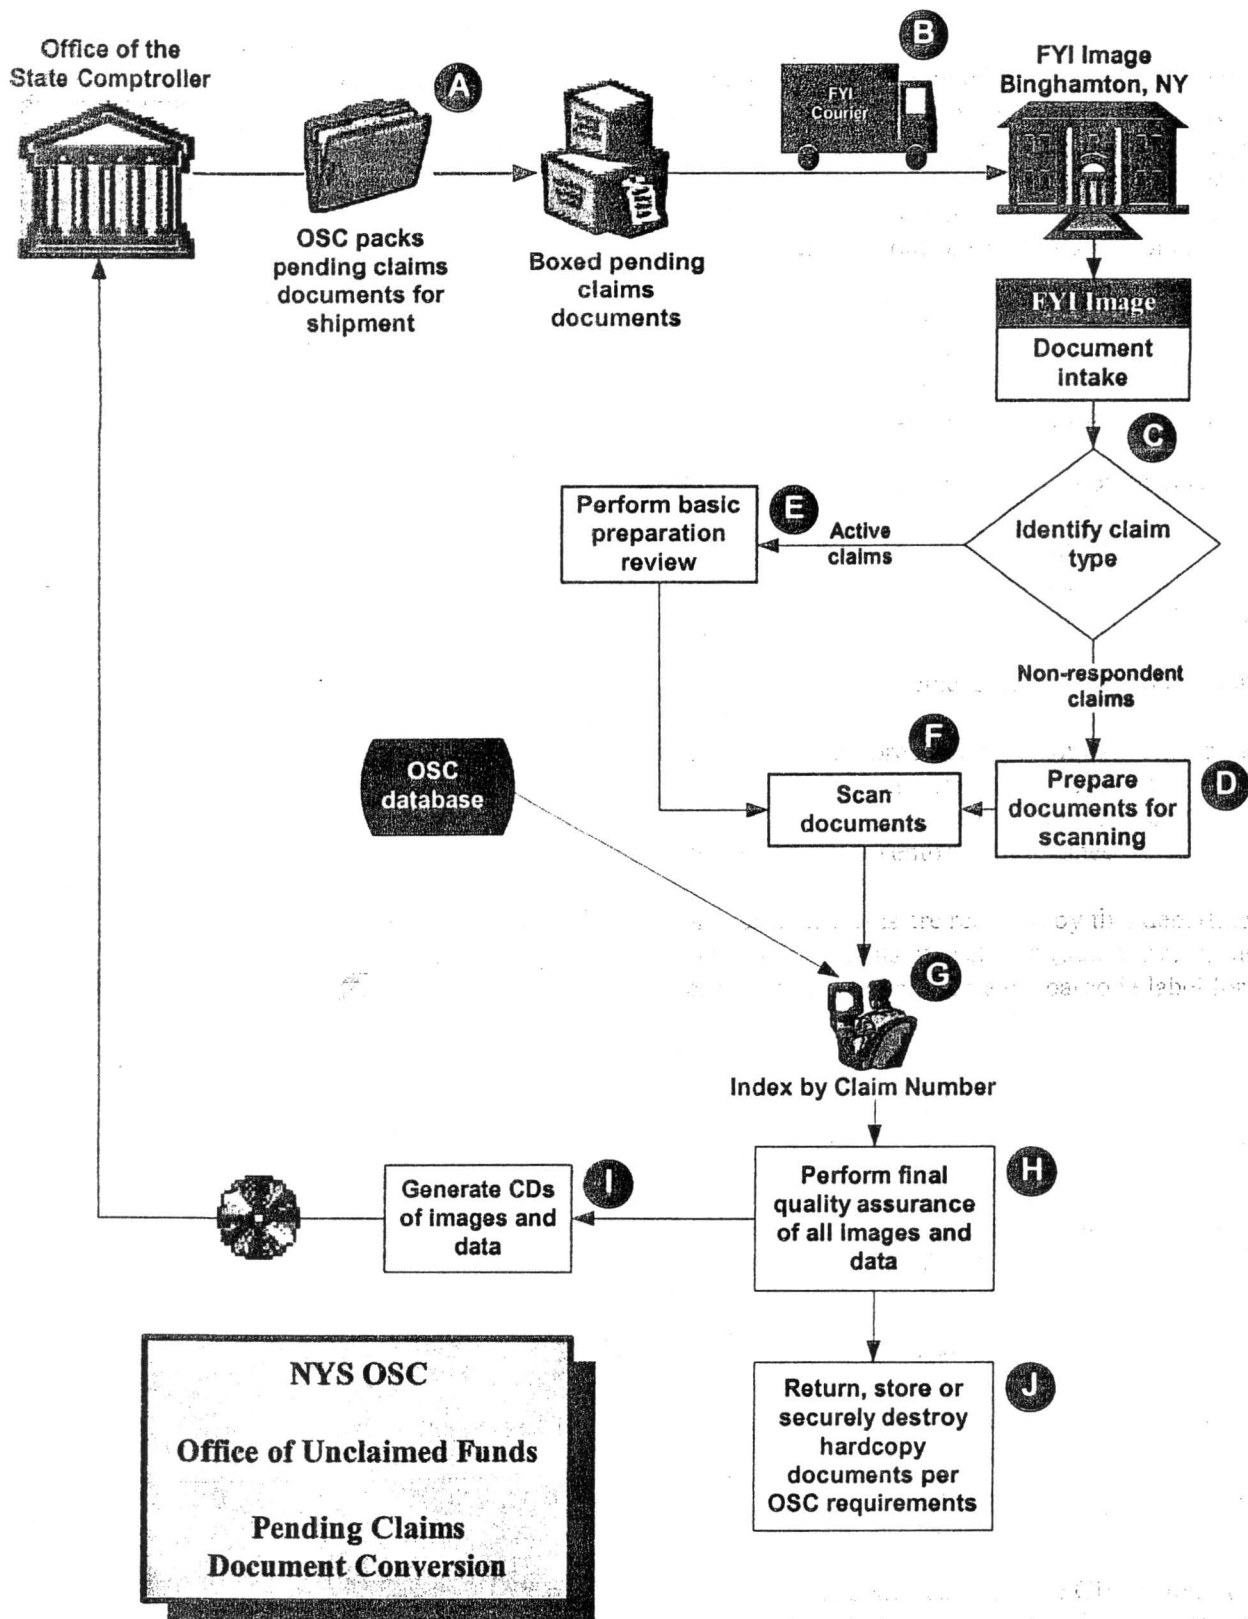 Office of the
State Comptroller
A
OSC packs
pending claims
documents for
shipment
Boxed pending
claims
documents
B
FYI
Courier
FYI Image
Binghamton, NY
FYI Image
Document
intake
C
Identify claim
type
Active
claims
E
Perform basic
preparation
review
Non-respondent
claims
D
Prepare
documents for
scanning
F
Scan
documents
OSC
database
G
Index by Claim Number
H
Perform final
quality assurance
of all images and
data
I
Generate CDs
of images and
data
J
Return, store or
securely destroy
hardcopy
documents per
OSC requirements
NYS OSC
Office of Unclaimed Funds
Pending Claims
Document Conversion